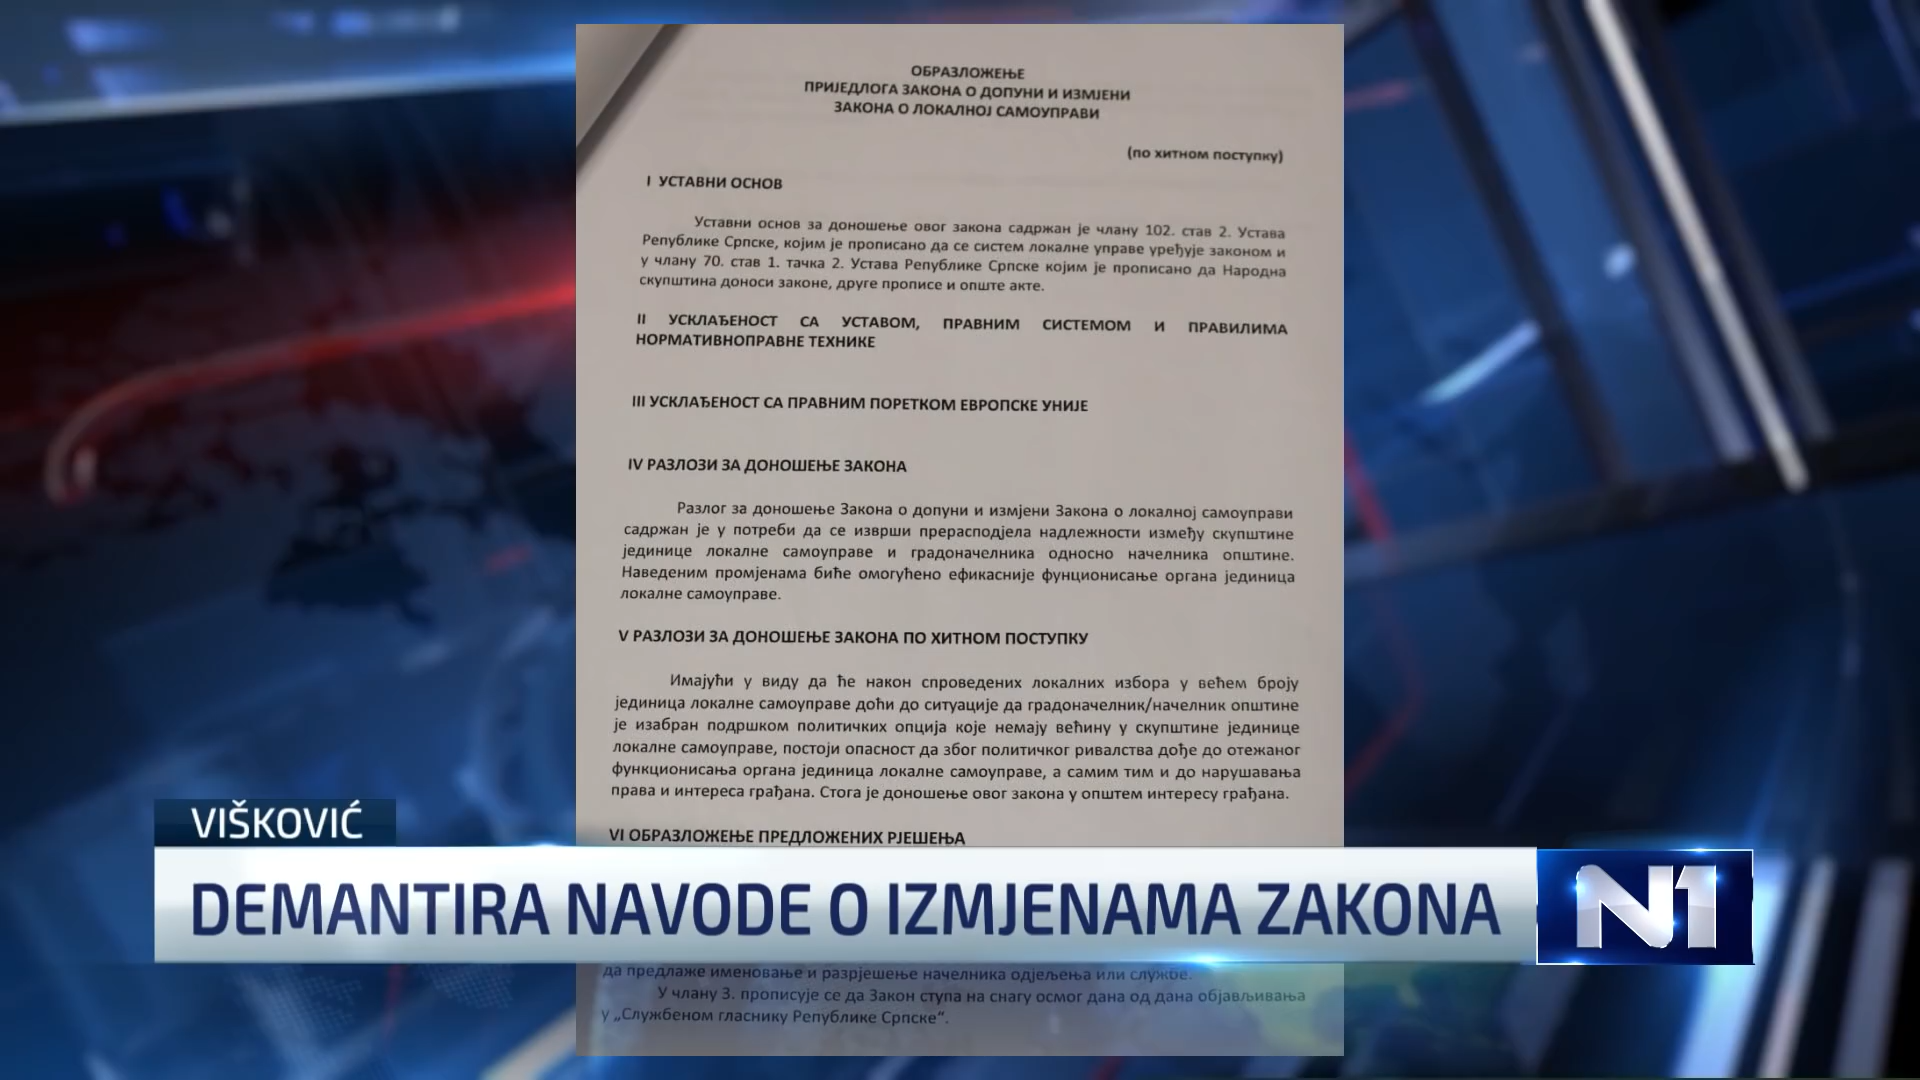 ОБРАЗЛОЖЕЊЕ
ПРИЈЕДЛОГА ЗАКОНА О ДОПУНИ И ИЗМЈЕНИ
ЗАКОНА О ЛОКАЛНОЈ САМОУПРАВИ
(по хитном поступку)
I УСТАВНИ ОСНОВ
Уставни основ за доношење овог закона садржан је члану 102. став 2. Устава
Републике Српске, којим је прописано да се систем локалне управе уређује законом и
у члану 70. став 1. тачка 2. Устава Републике Српске којим је прописано да Народна
скупштина доноси законе, друге прописе и опште акте.
II УСКЛАЂЕНОСТ СА УСТАВОМ, ПРАВНИМ СИСТЕМОМ И ПРАВИЛИМА
НОРМАТИВНОПРАВНЕ ТЕХНИКЕ
III УСКЛАЂЕНОСТ СА ПРАВНИМ ПОРЕТКОМ ЕВРОПСКЕ УНИЈЕ
IV РАЗЛОЗИ ЗА ДОНОШЕЊЕ ЗАКОНА
Разлог за доношење Закона о допуни и измјени Закона о локалној самоуправи
садржан је у потреби да се изврши прерасподјела надлежности између скупштине
јединице локалне самоуправе и градоначелника односно начелника општине.
Наведеним промјенама биће омогућено ефикасније фунционисање органа јединица
локалне самоуправе.
V РАЗЛОЗИ ЗА ДОНОШЕЊЕ ЗАКОНА ПО ХИТНОМ ПОСТУПКУ
Имајући у виду да ће након спроведених локалних избора у већем броју
јединица локалне самоуправе доћи до ситуације да градоначелник/начелник општине
је изабран подршком политичких опција које немају већину у скупштине јединице
локалне самоуправе, постоји опасност да због политичког ривалства дође до отежаног
функционисања органа јединица локалне самоуправе, а самим тим и до нарушавања
права и интереса грађана. Стога је доношење овог закона у општем интересу грађана.
VI ОБРАЗЛОЖЕЊЕ ПРЕДЛОЖЕНИХ РЈЕШЕЊА
VIŠKOVIĆ
DEMANTIRA NAVODE O IZMJENAMA ZAKONA
N1
да предлаже именовање и разрјешење начелника одјељења или службе.
У члану 3. прописује се да Закон ступа на снагу осмог дана од дана објављивања
у „Службеном гласнику Републике Српске“.